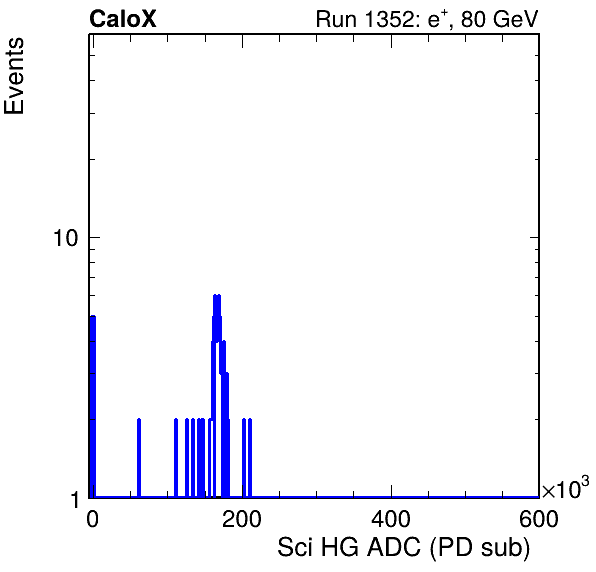 CaloX Run 1352: e⁺, 80 GeV
Events
10
1
0 200 400 600
×10³
Sci HG ADC (PD sub)